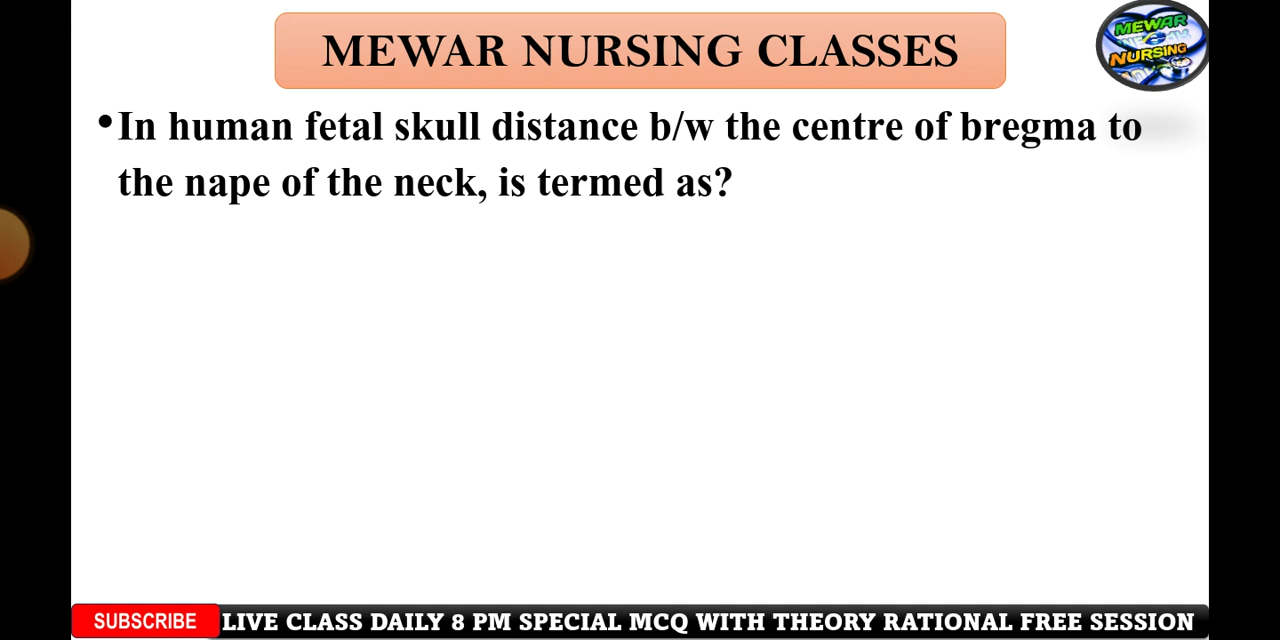 MEWAR NURSING CLASSES
MEWAR
NURSING
•In human fetal skull distance b/w the centre of bregma to
the nape of the neck, is termed as?
SUBSCRIBE LIVE CLASS DAILY 8 PM SPECIAL MCQ WITH THEORY RATIONAL FREE SESSION